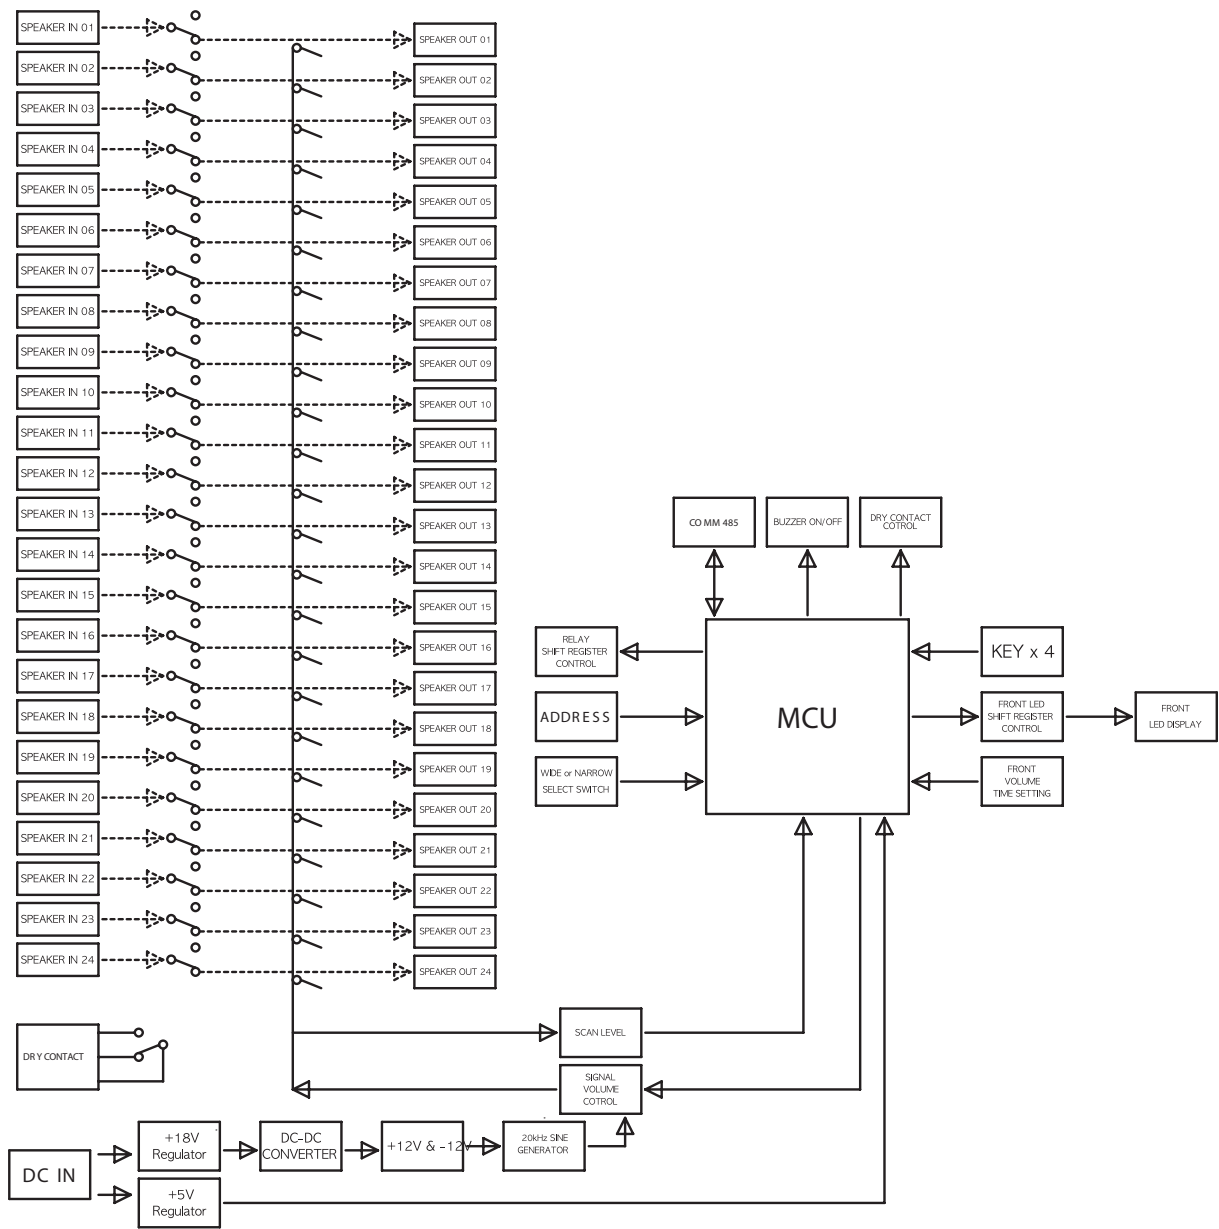 SPEAKER IN 01
SPEAKER OUT 01
SPEAKER IN 02
SPEAKER OUT 02
SPEAKER IN 03
SPEAKER OUT 03
SPEAKER IN 04
SPEAKER OUT 04
SPEAKER IN 05
SPEAKER OUT 05
SPEAKER IN 06
SPEAKER OUT 06
SPEAKER IN 07
SPEAKER OUT 07
SPEAKER IN 08
SPEAKER OUT 08
SPEAKER IN 09
SPEAKER OUT 09
SPEAKER IN 10
SPEAKER OUT 10
SPEAKER IN 11
SPEAKER OUT 11
SPEAKER IN 12
SPEAKER OUT 12
SPEAKER IN 13
SPEAKER OUT 13
SPEAKER IN 14
SPEAKER OUT 14
SPEAKER IN 15
SPEAKER OUT 15
SPEAKER IN 16
SPEAKER OUT 16
SPEAKER IN 17
SPEAKER OUT 17
SPEAKER IN 18
SPEAKER OUT 18
SPEAKER IN 19
SPEAKER OUT 19
SPEAKER IN 20
SPEAKER OUT 20
SPEAKER IN 21
SPEAKER OUT 21
SPEAKER IN 22
SPEAKER OUT 22
SPEAKER IN 23
SPEAKER OUT 23
SPEAKER IN 24
SPEAKER OUT 24
COMM 485
BUZZER ON/OFF
DRY CONTACT
COTROL
RELAY
SHIFT REGISTER
CONTROL
ADDRESS
WIDE or NARROW
SELECT SWITCH
MCU
KEY x 4
FRONT LED
SHIFT REGISTER
CONTROL
FRONT
LED DISPLAY
FRONT
VOLUME
TIME SETTING
DRY CONTACT
SCAN LEVEL
SIGNAL
VOLUME
COTROL
DC IN
+18V
Regulator
DC-DC
CONVERTER
+12V & -12V
20kHz SINE
GENERATOR
+5V
Regulator